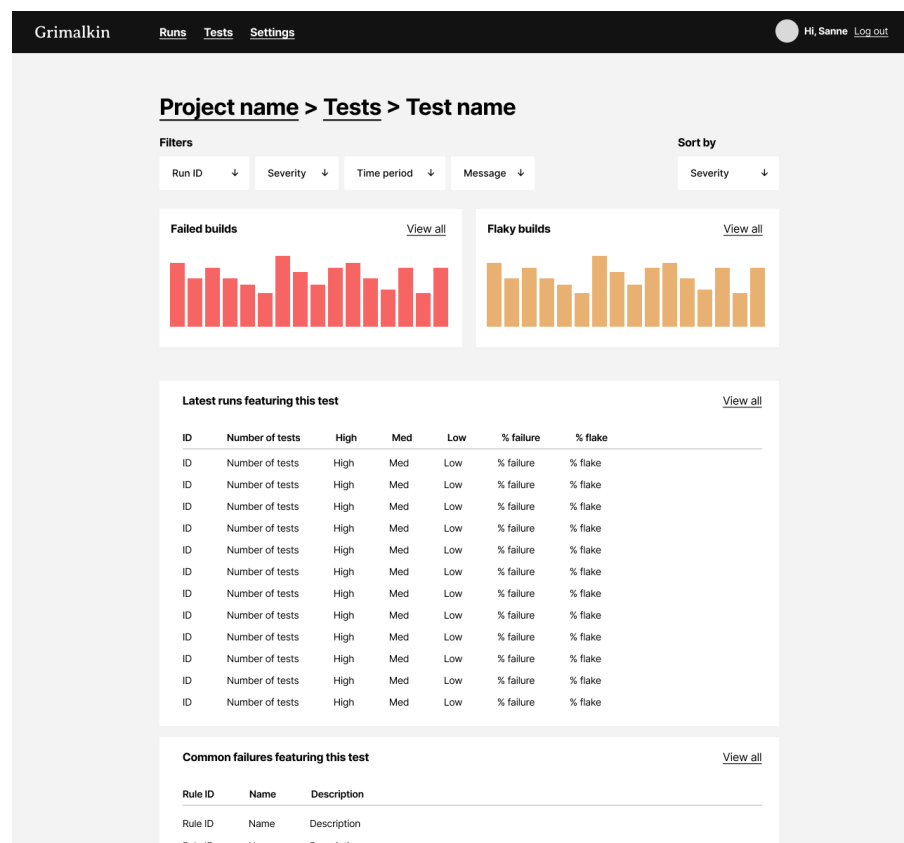 Grimalkin Runs Tests Settings Hi, Sanne Log out
Project name > Tests > Test name
Filters Sort by
Run ID ↓ Severity ↓ Time period ↓ Message ↓ Severity ↓
Failed builds View all Flaky builds View all
Latest runs featuring this test View all
ID Number of tests High Med Low % failure % flake
ID Number of tests High Med Low % failure % flake
ID Number of tests High Med Low % failure % flake
ID Number of tests High Med Low % failure % flake
ID Number of tests High Med Low % failure % flake
ID Number of tests High Med Low % failure % flake
ID Number of tests High Med Low % failure % flake
ID Number of tests High Med Low % failure % flake
ID Number of tests High Med Low % failure % flake
ID Number of tests High Med Low % failure % flake
ID Number of tests High Med Low % failure % flake
ID Number of tests High Med Low % failure % flake
ID Number of tests High Med Low % failure % flake
Common failures featuring this test View all
Rule ID Name Description
Rule ID Name Description